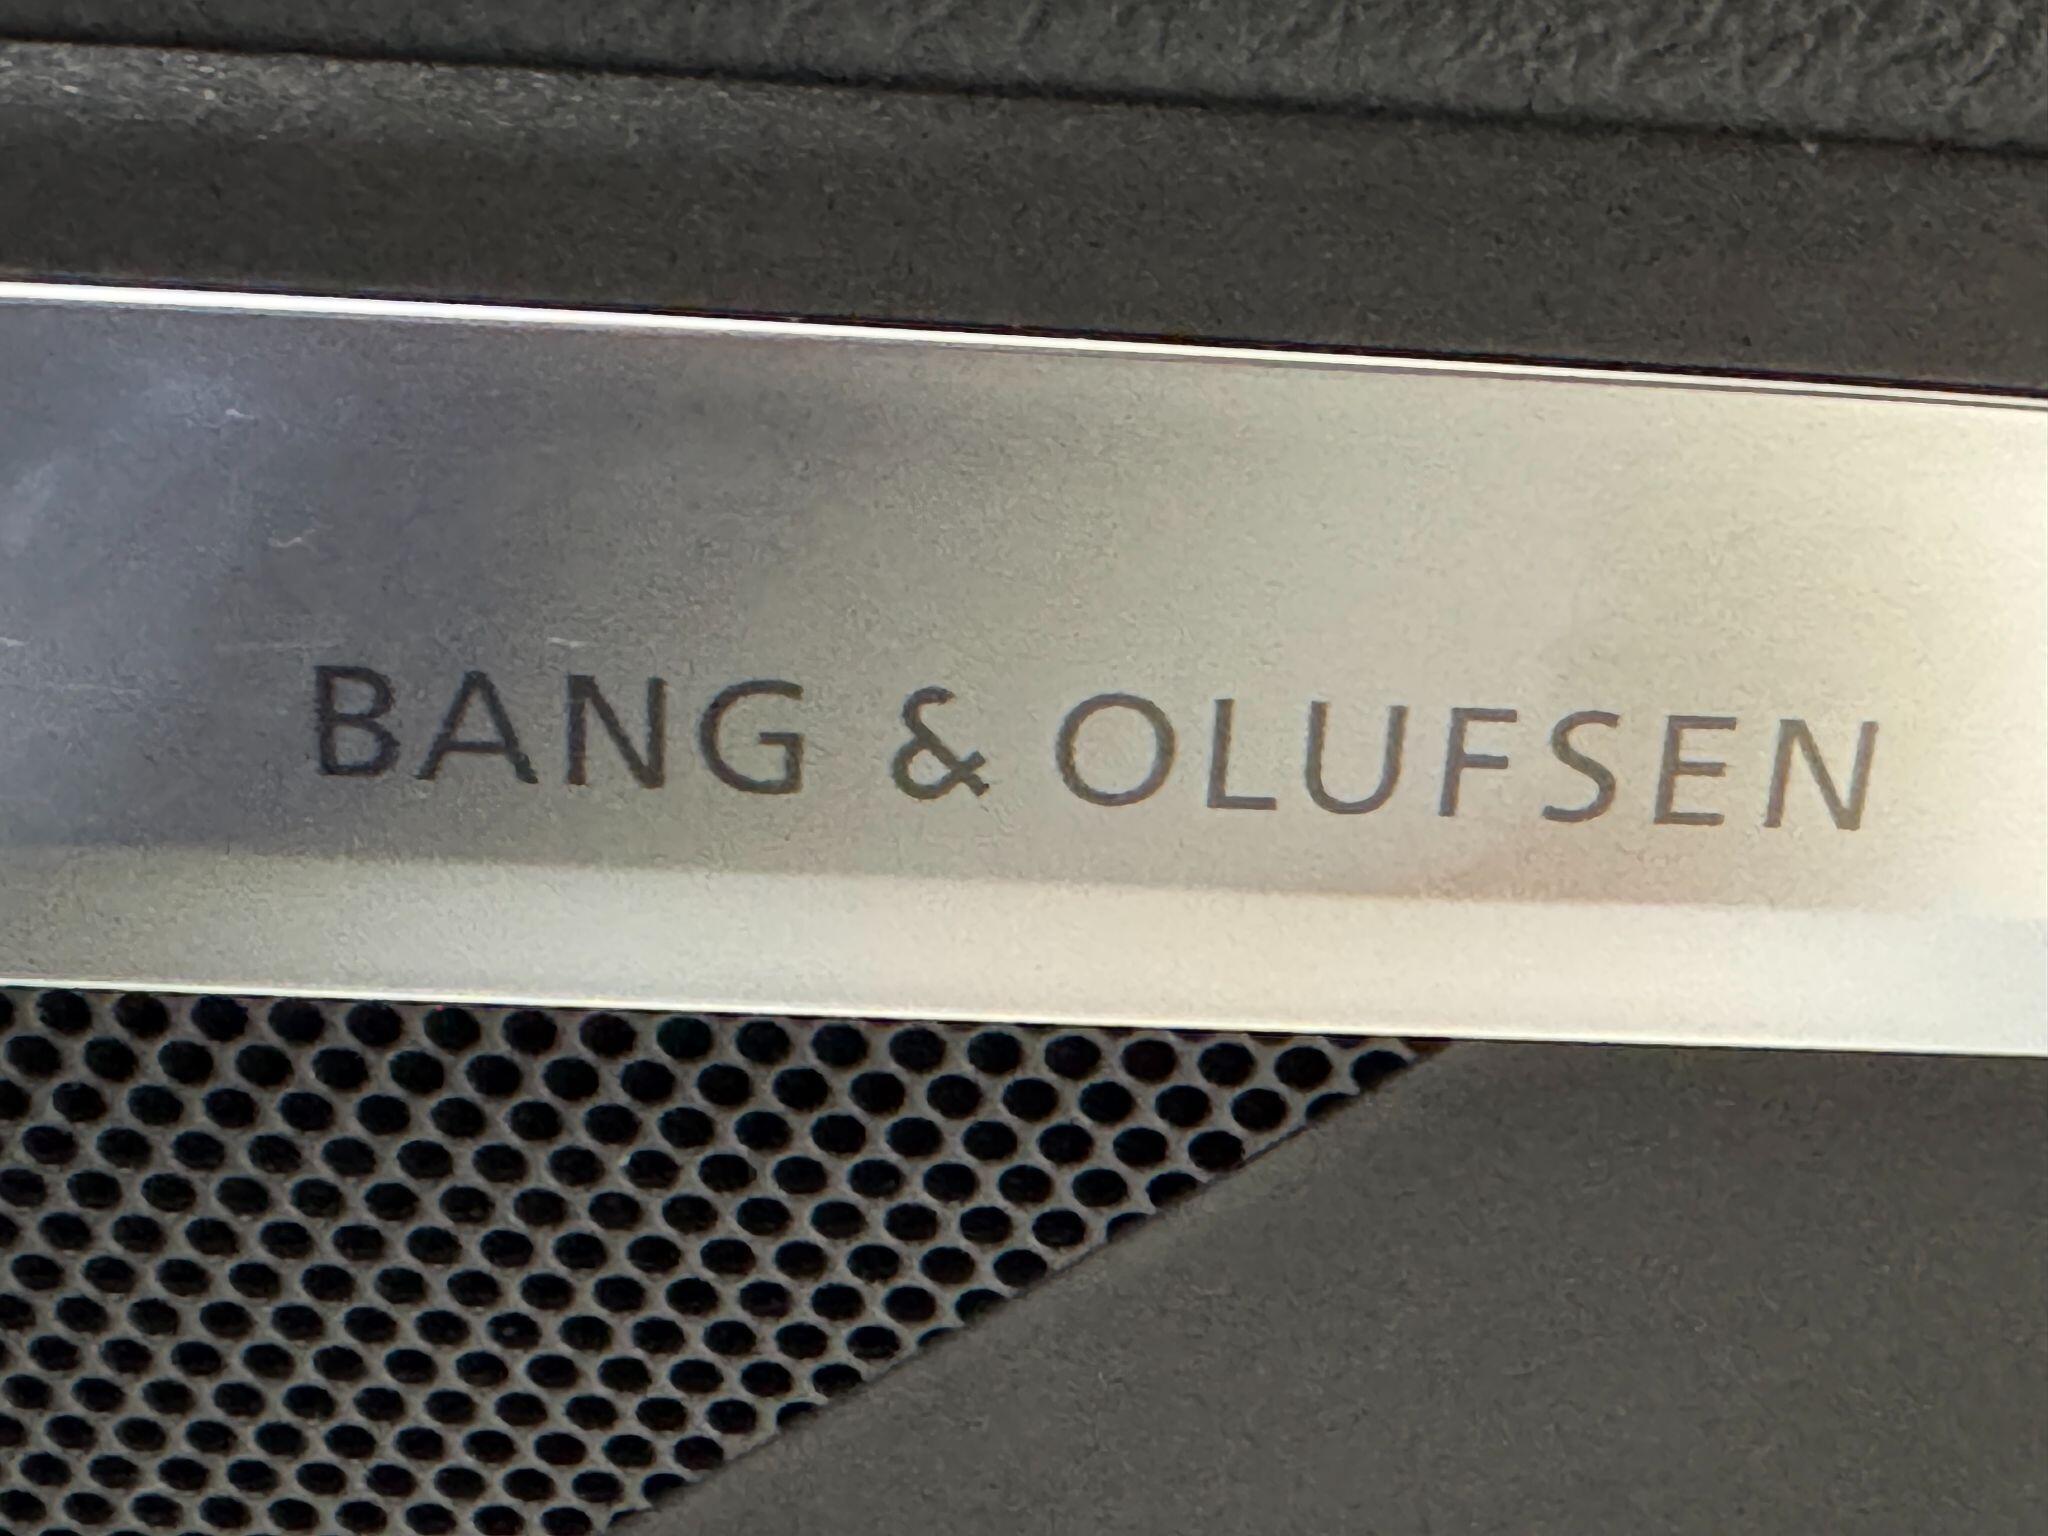 BANG & OLUFSEN